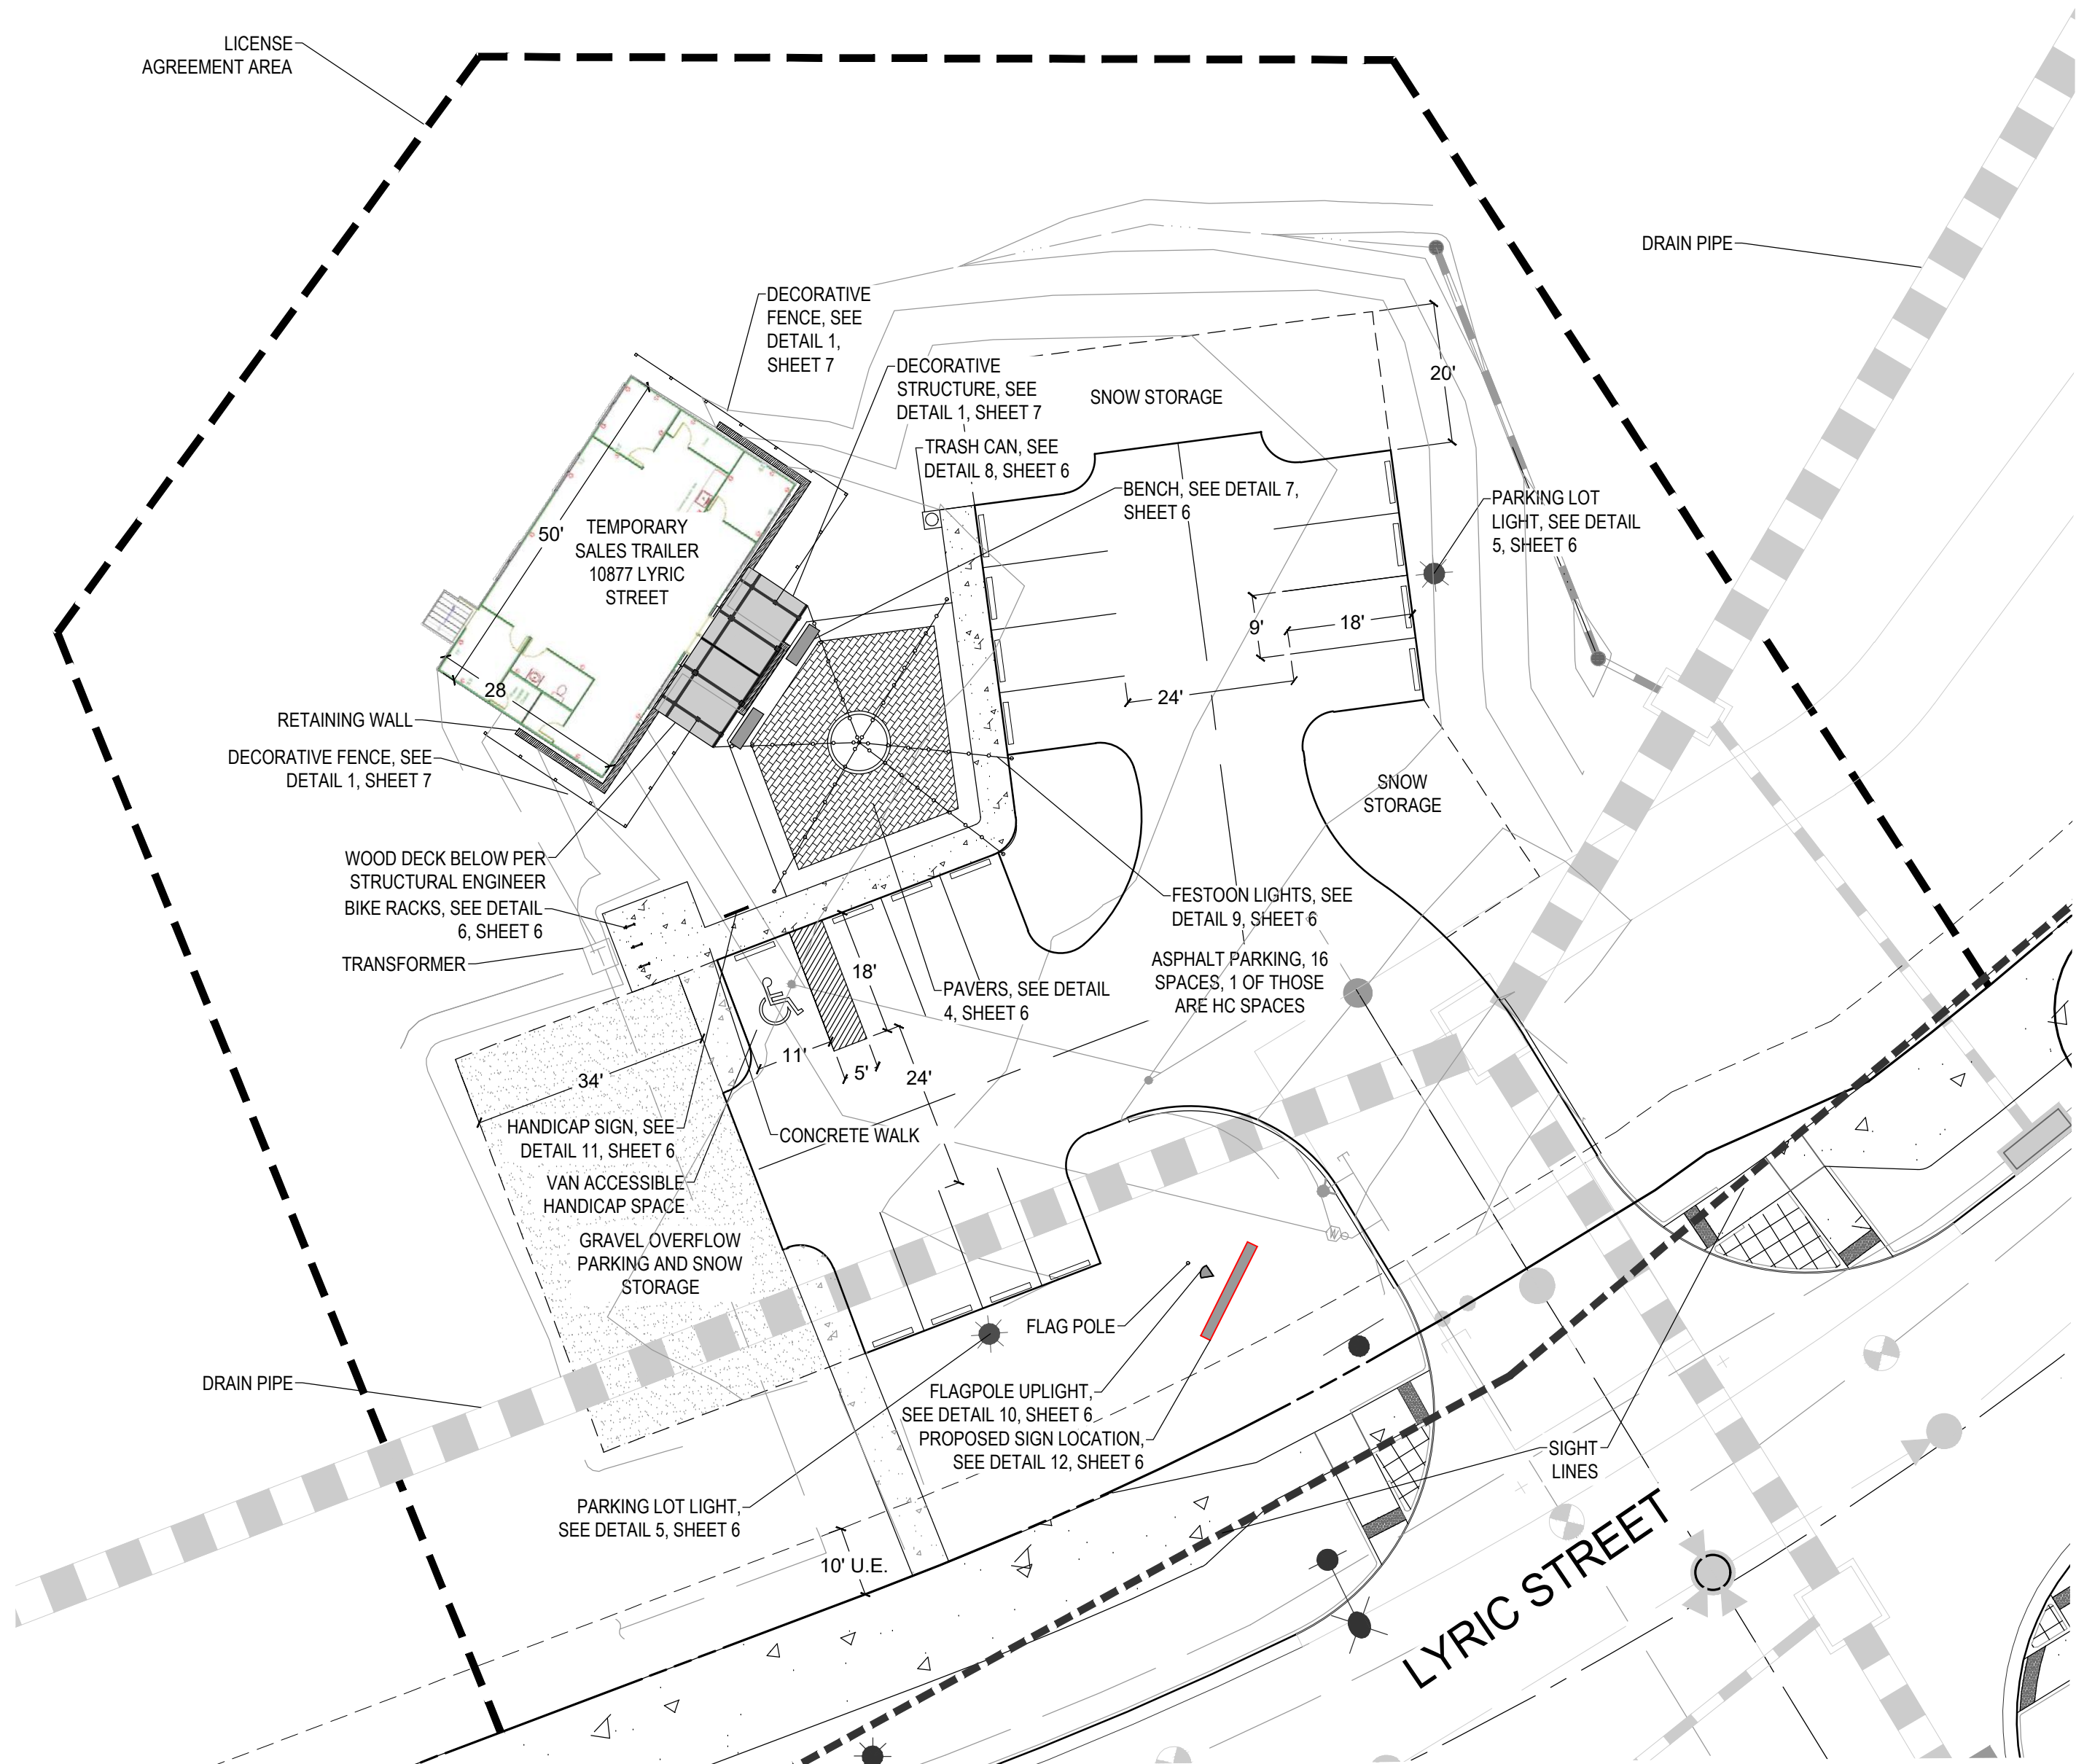 LICENSE
AGREEMENT AREA
DRAIN PIPE
DECORATIVE
FENCE, SEE
DETAIL 1,
SHEET 7
DECORATIVE
STRUCTURE, SEE
DETAIL 1, SHEET 7
SNOW STORAGE
20'
TRASH CAN, SEE
DETAIL 8, SHEET 6
BENCH, SEE DETAIL 7,
SHEET 6
PARKING LOT
LIGHT, SEE DETAIL
5, SHEET 6
50'
TEMPORARY
SALES TRAILER
10877 LYRIC
STREET
9'
18'
24'
28
RETAINING WALL
DECORATIVE FENCE, SEE
DETAIL 1, SHEET 7
SNOW
STORAGE
WOOD DECK BELOW PER
STRUCTURAL ENGINEER
BIKE RACKS, SEE DETAIL
6, SHEET 6
TRANSFORMER
FESTOON LIGHTS, SEE
DETAIL 9, SHEET 6
ASPHALT PARKING, 16
SPACES, 1 OF THOSE
ARE HC SPACES
18'
PAVERS, SEE DETAIL
4, SHEET 6
11'
5'
24'
34'
HANDICAP SIGN, SEE
DETAIL 11, SHEET 6
CONCRETE WALK
VAN ACCESSIBLE
HANDICAP SPACE
GRAVEL OVERFLOW
PARKING AND SNOW
STORAGE
W
FLAG POLE
DRAIN PIPE
FLAGPOLE UPLIGHT,
SEE DETAIL 10, SHEET 6
PROPOSED SIGN LOCATION,
SEE DETAIL 12, SHEET 6
SIGHT
LINES
PARKING LOT LIGHT,
SEE DETAIL 5, SHEET 6
10' U.E.
LYRIC STREET